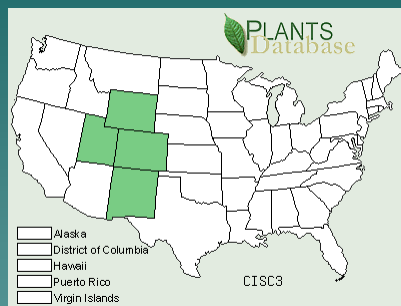 PLANTS
Database
Alaska
District of Columbia
Hawaii
Puerto Rico
Virgin Islands
CISC3